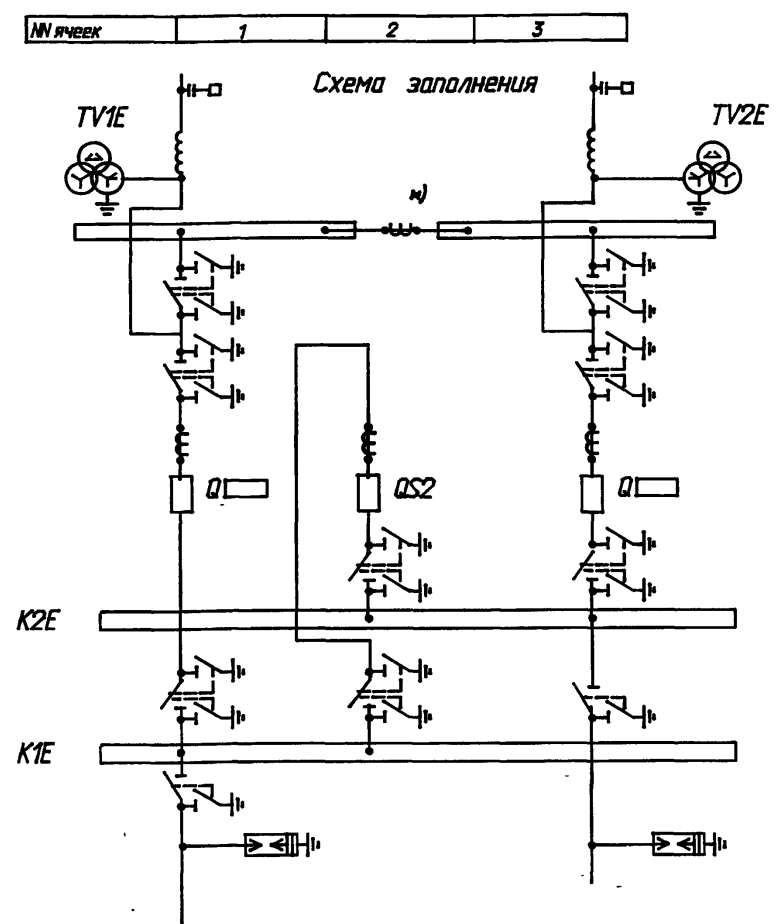 NN ячеек 1 2 3
Схема заполнения
TV1E
TV2E
н)
Q
QS2
Q
K2E
K1E